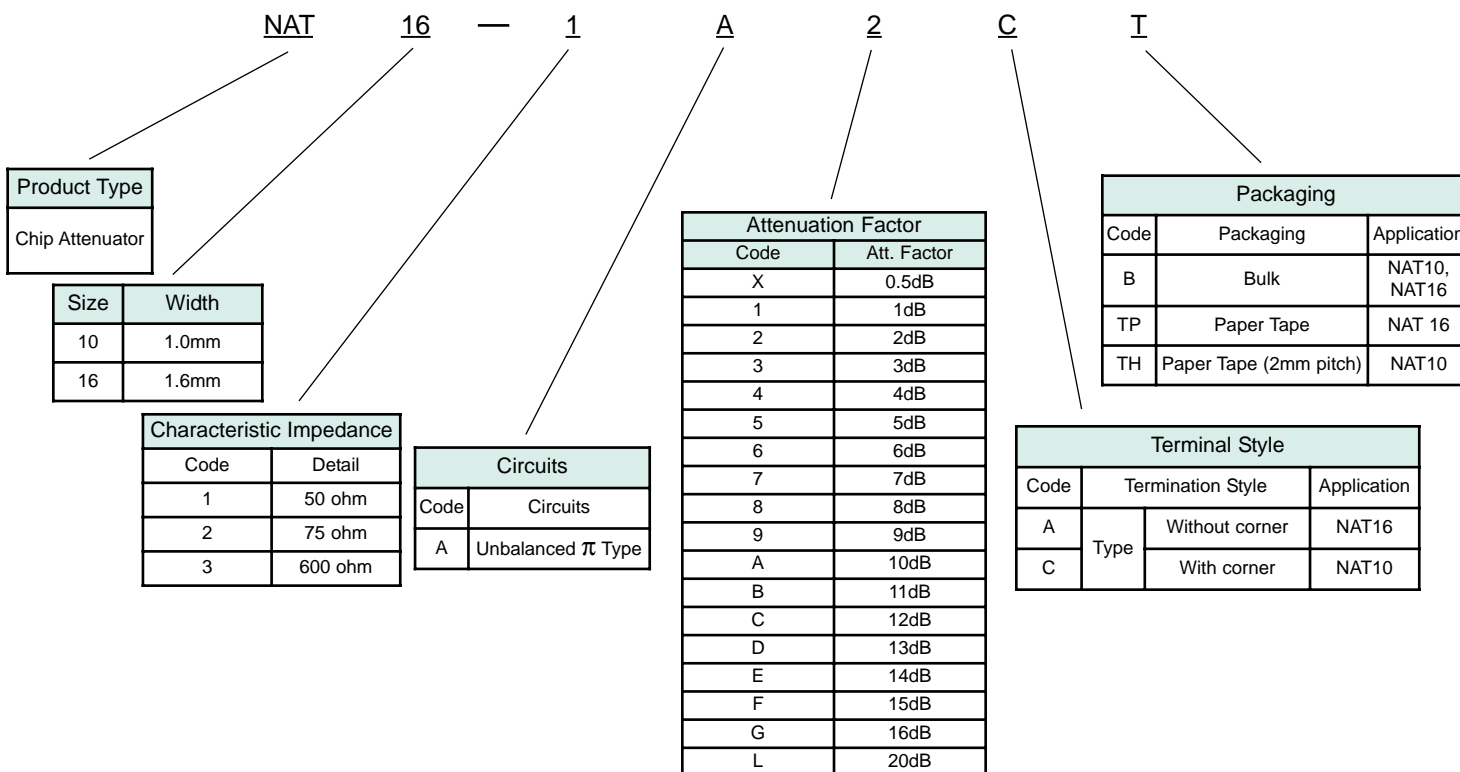 NAT 16 — 1 A 2 C T
Product Type
Chip Attenuator
Size Width
10 1.0mm
16 1.6mm
Characteristic Impedance
Code Detail
1 50 ohm
2 75 ohm
3 600 ohm
Circuits
Code Circuits
A Unbalanced π Type
Attenuation Factor
Code Att. Factor
X 0.5dB
1 1dB
2 2dB
3 3dB
4 4dB
5 5dB
6 6dB
7 7dB
8 8dB
9 9dB
A 10dB
B 11dB
C 12dB
D 13dB
E 14dB
F 15dB
G 16dB
L 20dB
Terminal Style
Code Termination Style Application
A Type Without corner NAT16
C With corner NAT10
Packaging
Code Packaging Application
B Bulk NAT10,
NAT16
TP Paper Tape NAT 16
TH Paper Tape (2mm pitch) NAT10